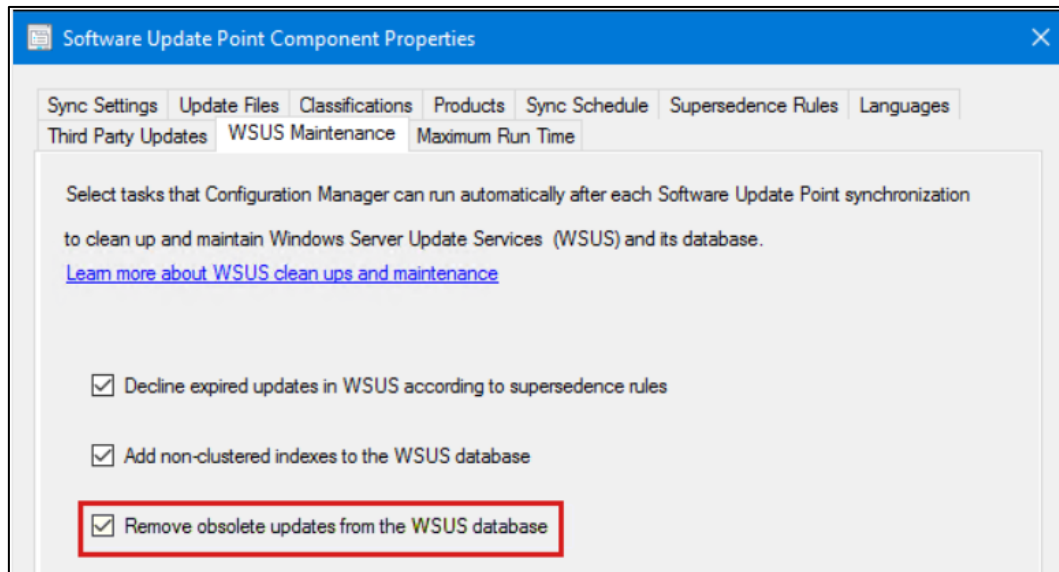 Software Update Point Component Properties
Sync Settings Update Files Classifications Products Sync Schedule Supersedence Rules Languages
Third Party Updates WSUS Maintenance Maximum Run Time
Select tasks that Configuration Manager can run automatically after each Software Update Point synchronization
to clean up and maintain Windows Server Update Services (WSUS) and its database.
Learn more about WSUS clean ups and maintenance
Decline expired updates in WSUS according to supersedence rules
Add non-clustered indexes to the WSUS database
Remove obsolete updates from the WSUS database